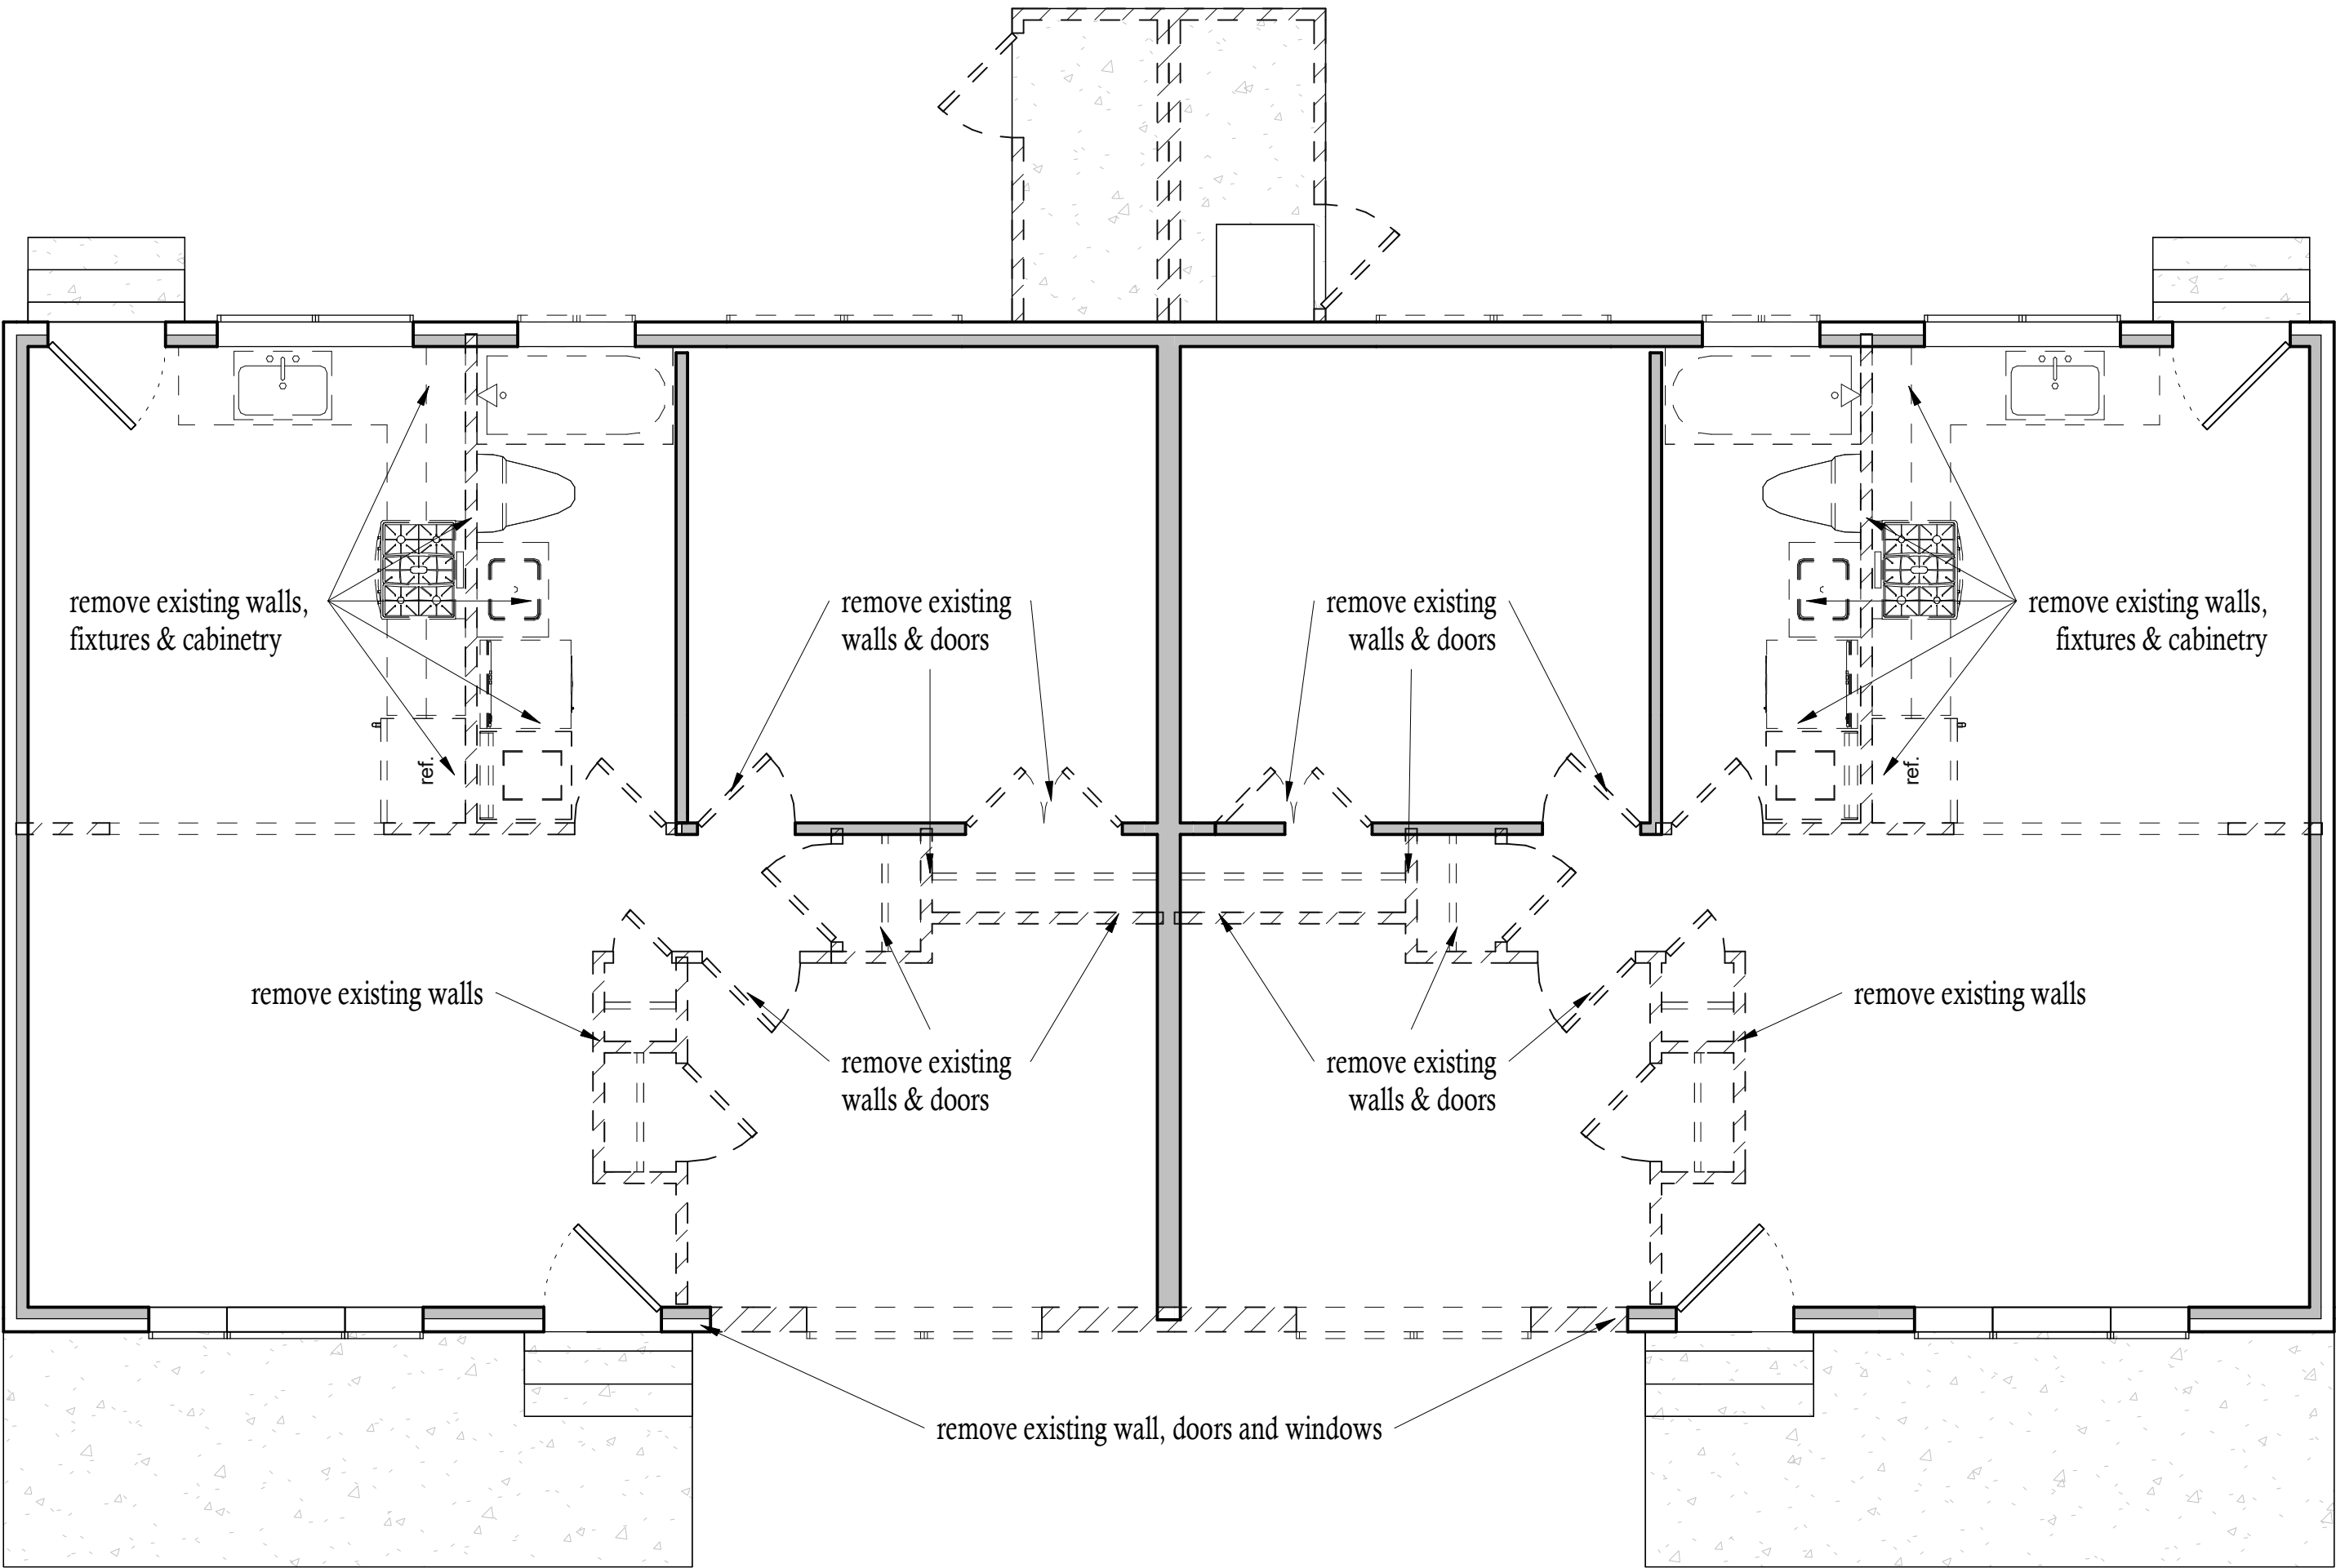 remove existing walls,
fixtures & cabinetry
remove existing
walls & doors
remove existing
walls & doors
remove existing walls,
fixtures & cabinetry
ref.
ref.
remove existing walls
remove existing walls
remove existing
walls & doors
remove existing
walls & doors
remove existing wall, doors and windows